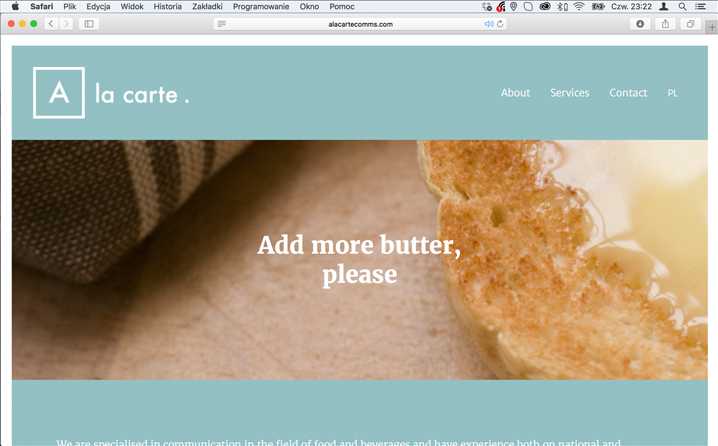 Safari Plik Edycja Widok Historia Zakładki Programowanie Okno Pomoc Czw. 23:22
alacartecomms.com
A la carte .
About Services Contact PL
Add more butter,
please
We are specialised in communication in the field of food and beverages and have experience both on national and